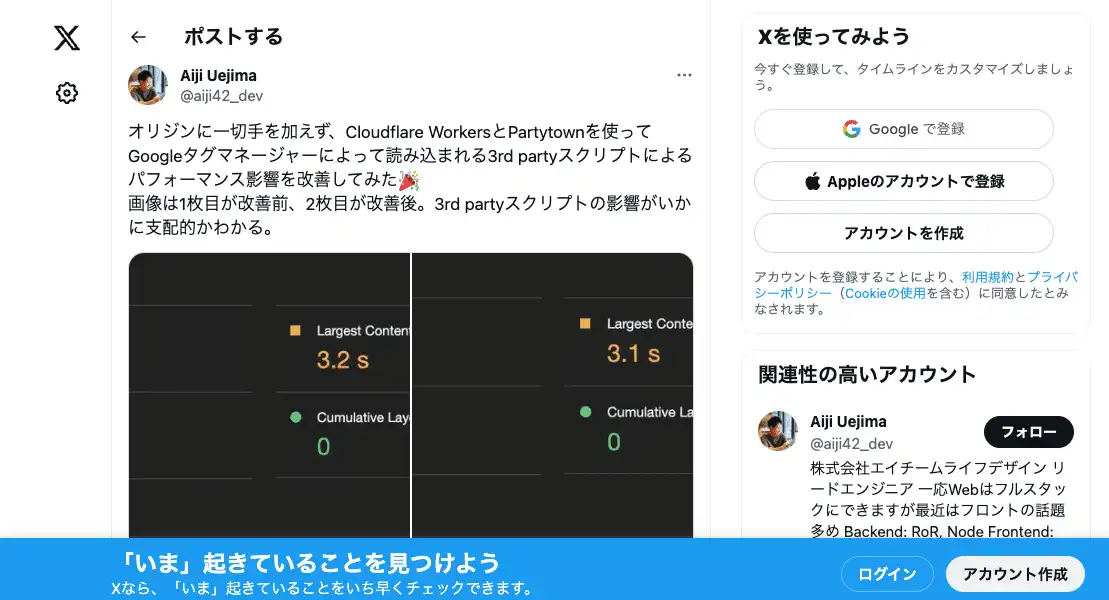 ポストする
Aiji Uejima
@aiji42_dev
オリジンに一切手を加えず、Cloudflare WorkersとPartytownを使って
Googleタグマネージャーによって読み込まれる3rd partyスクリプトによる
パフォーマンス影響を改善してみた🎉
画像は1枚目が改善前、2枚目が改善後。3rd partyスクリプトの影響がいか
に支配的かわかる。
Largest Content
3.2 s
Cumulative Lay
0
Largest Conte
3.1 s
Cumulative La
0
Xを使ってみよう
今すぐ登録して、タイムラインをカスタマイズしましょ
う。
Google で登録
Appleのアカウントで登録
アカウントを作成
アカウントを登録することにより、利用規約とプライバ
シーポリシー（Cookieの使用を含む）に同意したとみ
なされます。
関連性の高いアカウント
Aiji Uejima
@aiji42_dev
フォロー
株式会社エイチームライフデザイン リ
ードエンジニア 一応Webはフルスタッ
クにできますが最近はフロントの話題
多め Backend: RoR, Node Frontend:
「いま」起きていることを見つけよう
Xなら、「いま」起きていることをいち早くチェックできます。
ログイン
アカウント作成